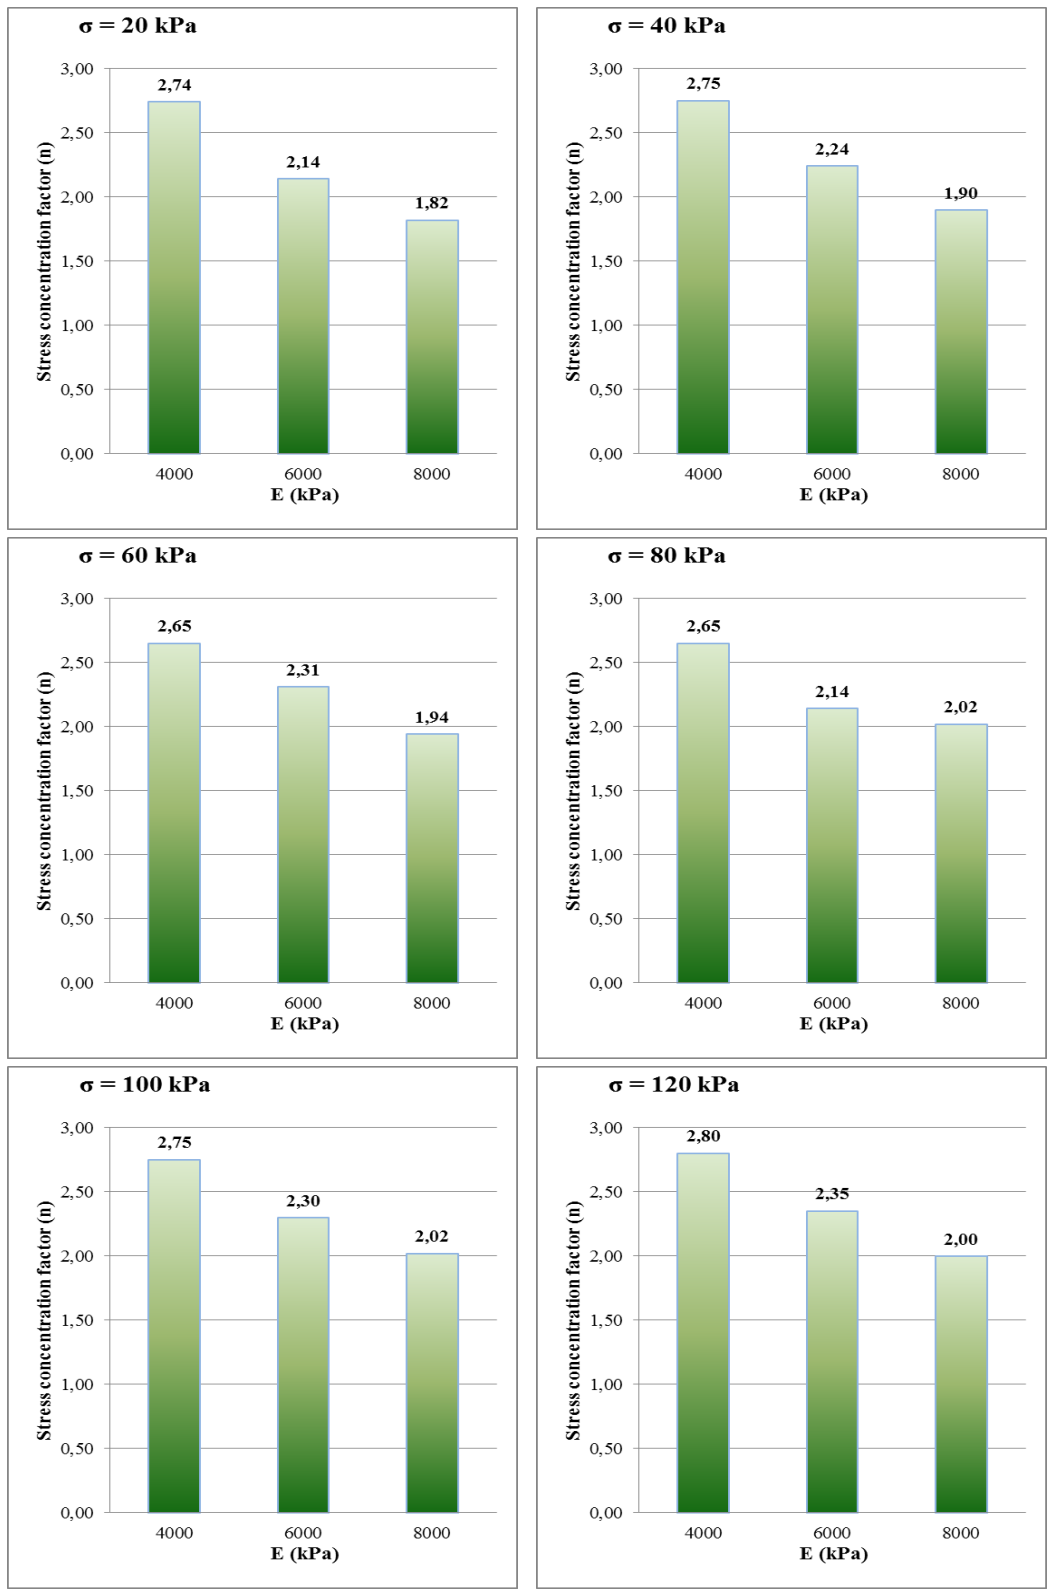 σ = 20 kPa
Stress concentration factor (n)
3,00
2,50
2,00
1,50
1,00
0,50
0,00
2,74
2,14
1,82
4000 6000 8000
E (kPa)
σ = 40 kPa
Stress concentration factor (n)
3,00
2,50
2,00
1,50
1,00
0,50
0,00
2,75
2,24
1,90
4000 6000 8000
E (kPa)
σ = 60 kPa
Stress concentration factor (n)
3,00
2,50
2,00
1,50
1,00
0,50
0,00
2,65
2,31
1,94
4000 6000 8000
E (kPa)
σ = 80 kPa
Stress concentration factor (n)
3,00
2,50
2,00
1,50
1,00
0,50
0,00
2,65
2,14
2,02
4000 6000 8000
E (kPa)
σ = 100 kPa
Stress concentration factor (n)
3,00
2,50
2,00
1,50
1,00
0,50
0,00
2,75
2,30
2,02
4000 6000 8000
E (kPa)
σ = 120 kPa
Stress concentration factor (n)
3,00
2,50
2,00
1,50
1,00
0,50
0,00
2,80
2,35
2,00
4000 6000 8000
E (kPa)